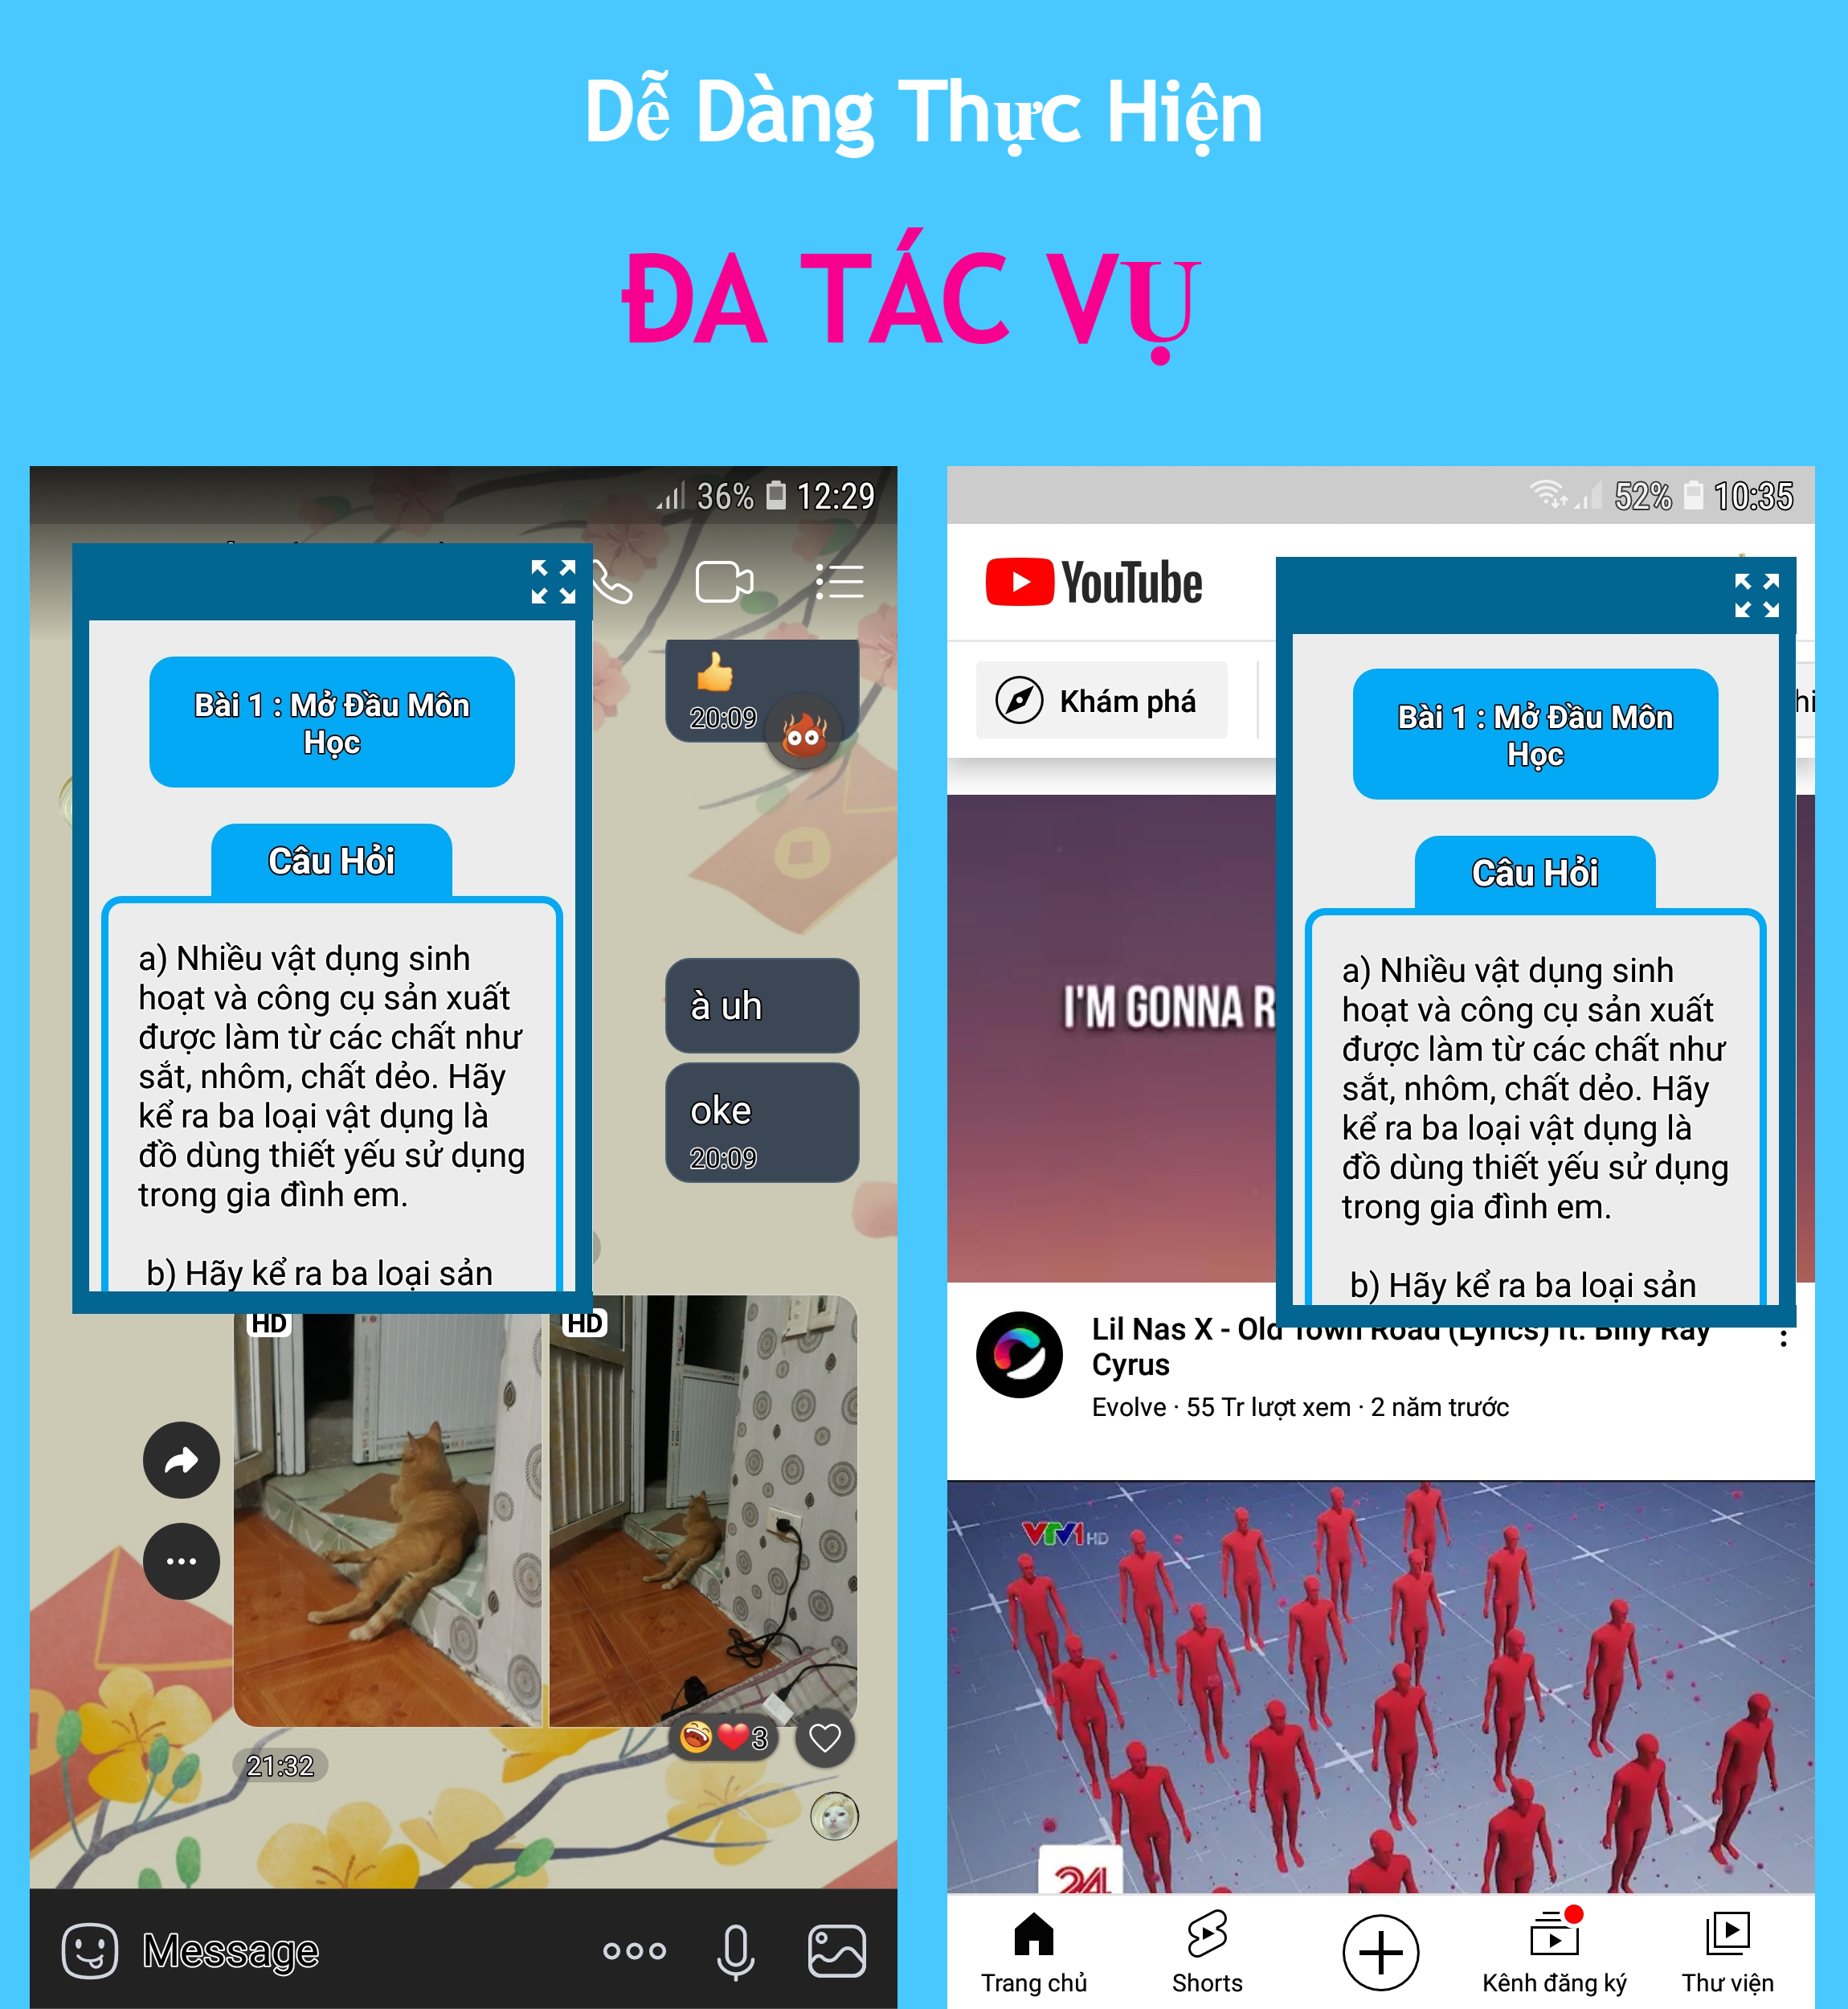 Dễ Dàng Thực Hiện
ĐA TÁC VỤ
36% 12:29
Bài 1 : Mở Đầu Môn
Học
Câu Hỏi
a) Nhiều vật dụng sinh
hoạt và công cụ sản xuất
được làm từ các chất như
sắt, nhôm, chất dẻo. Hãy
kể ra ba loại vật dụng là
đồ dùng thiết yếu sử dụng
trong gia đình em.
b) Hãy kể ra ba loại sản
20:09
à uh
oke
20:09
HD
HD
3
21:32
Message
52% 10:35
YouTube
Khám phá
Bài 1 : Mở Đầu Môn
Học
Câu Hỏi
a) Nhiều vật dụng sinh
hoạt và công cụ sản xuất
được làm từ các chất như
sắt, nhôm, chất dẻo. Hãy
kể ra ba loại vật dụng là
đồ dùng thiết yếu sử dụng
trong gia đình em.
b) Hãy kể ra ba loại sản
I'M GONNA R
Lil Nas X - Old Town Road (Lyrics) ft. Billy Ray
Cyrus
Evolve · 55 Tr lượt xem · 2 năm trước
VTV1 HD
24
Trang chủ
Shorts
Kênh đăng ký
Thư viện